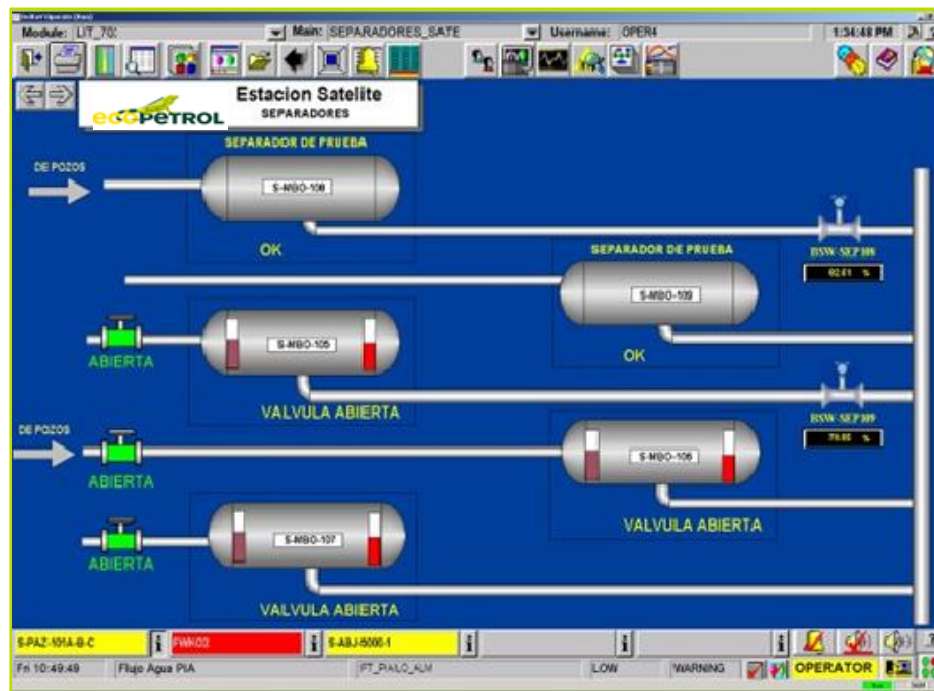 Module: LIT_70:
Main: SEPARADORES_SATE
Username: OPER4
1:34:48 PM
Estacion Satelite
ecOPETROL
SEPARADORES
SEPARADOR DE PRUEBA
DE POZOS
S-MBO-108
OK
SEPARADOR DE PRUEBA
BSW-SEP108
%
S-MBO-109
S-MBO-105
ABIERTA
OK
VALVULA ABIERTA
BSW-SEP109
%
DE POZOS
S-MBO-106
ABIERTA
VALVULA ABIERTA
S-MBO-107
ABIERTA
VALVULA ABIERTA
S-PAZ-101A-B-C
S-ABJ-5006-1
Fri 10:49:49
Flujo Agua PIA
LOW
WARNING
OPERATOR